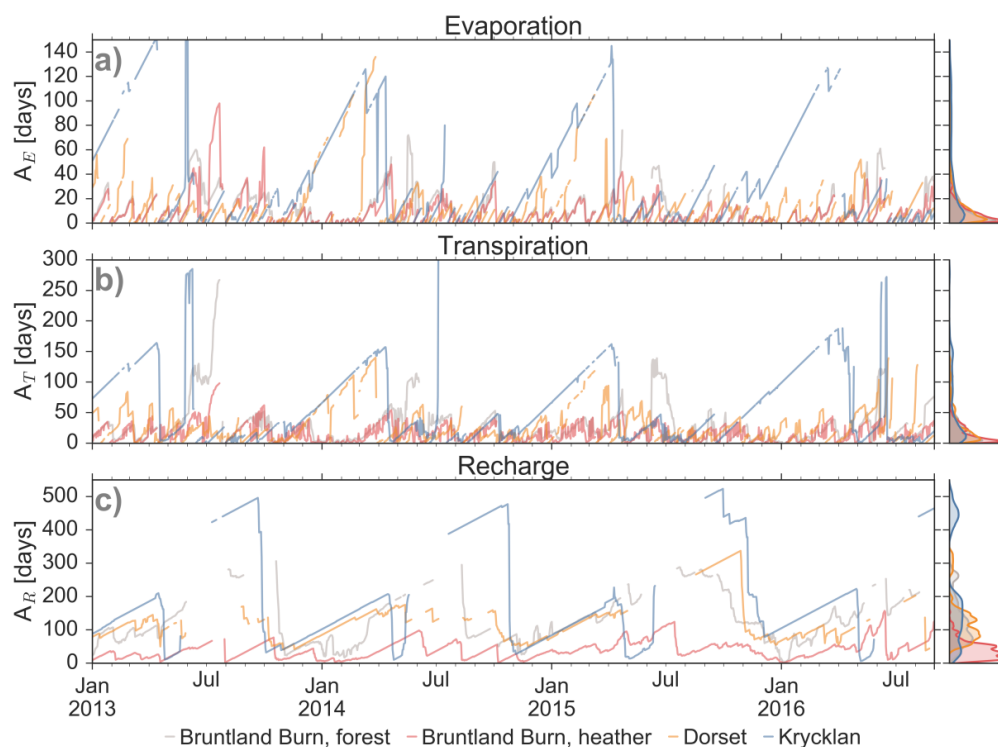 Evaporation
a)
A_E [days]
140
120
100
80
60
40
20
0
Transpiration
b)
A_T [days]
300
250
200
150
100
50
0
Recharge
c)
A_R [days]
500
400
300
200
100
0
Jan Jul Jan Jul Jan Jul Jan Jul
2013 2014 2015 2016
Bruntland Burn, forest Bruntland Burn, heather Dorset Krycklan